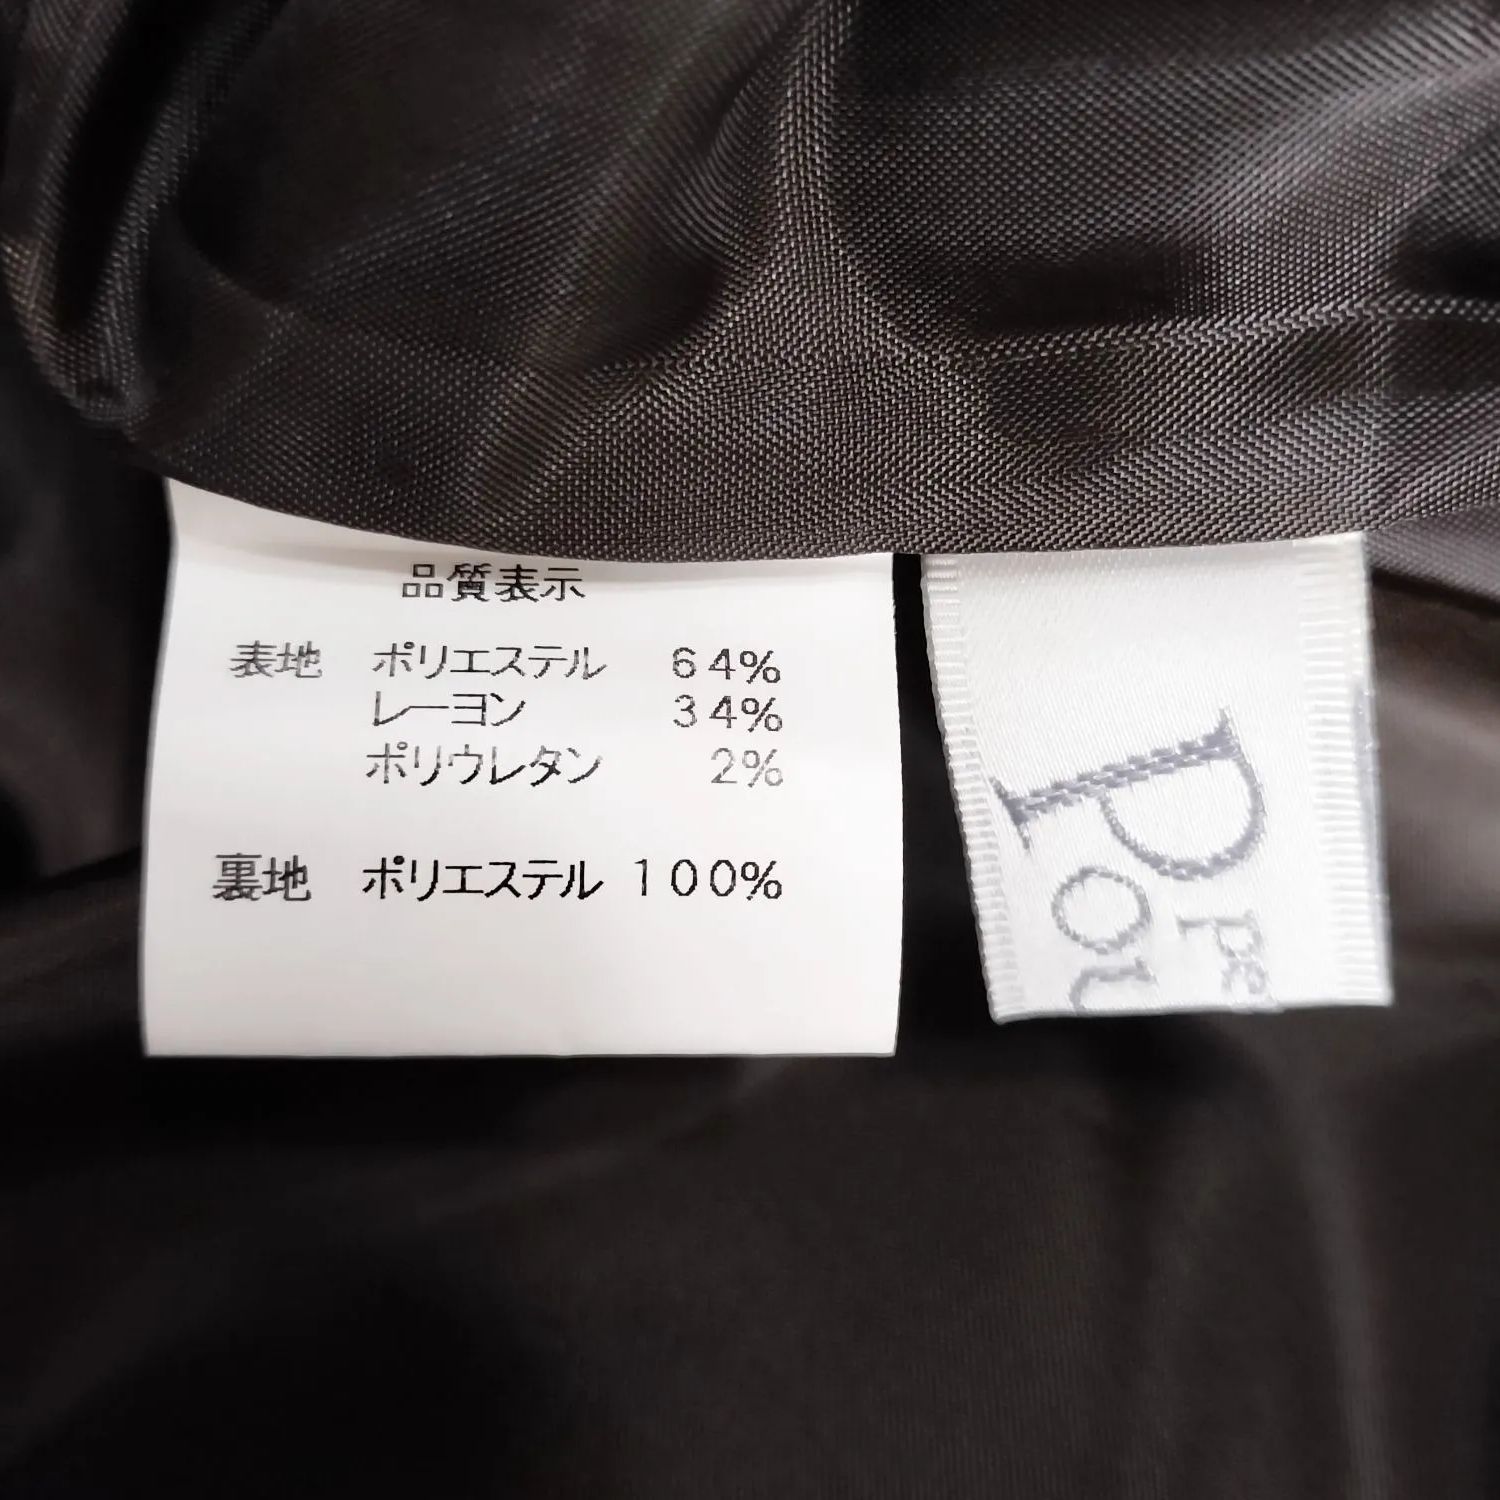 品質表示
表地 ポリエステル 64%
レーヨン 34%
ポリウレタン 2%
裏地 ポリエステル 100%
P